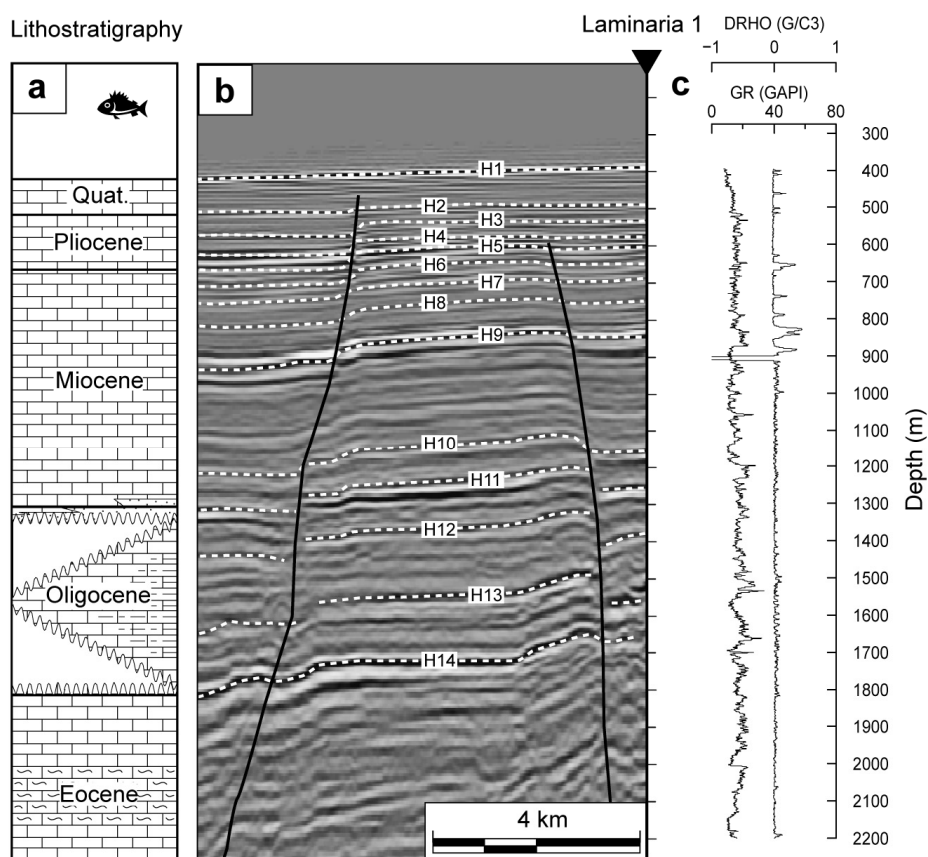 Lithostratigraphy
Laminaria 1
DRHO (G/C3)
−1 0 1
GR (GAPI)
0 40 80
a
b
c
Quat.
Pliocene
Miocene
Oligocene
Eocene
H1
H2
H3
H4
H5
H6
H7
H8
H9
H10
H11
H12
H13
H14
4 km
300
400
500
600
700
800
900
1000
1100
1200
1300
1400
1500
1600
1700
1800
1900
2000
2100
2200
Depth (m)